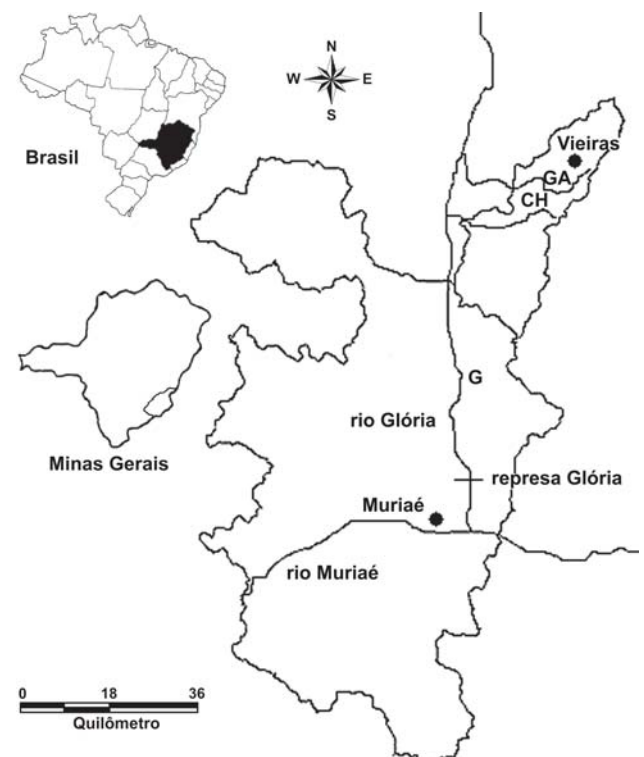 N
W E
S
Brasil
Vieiras
GA
CH
G
rio Glória
Minas Gerais
represa Glória
Muriaé
rio Muriaé
0 18 36
Quilômetro